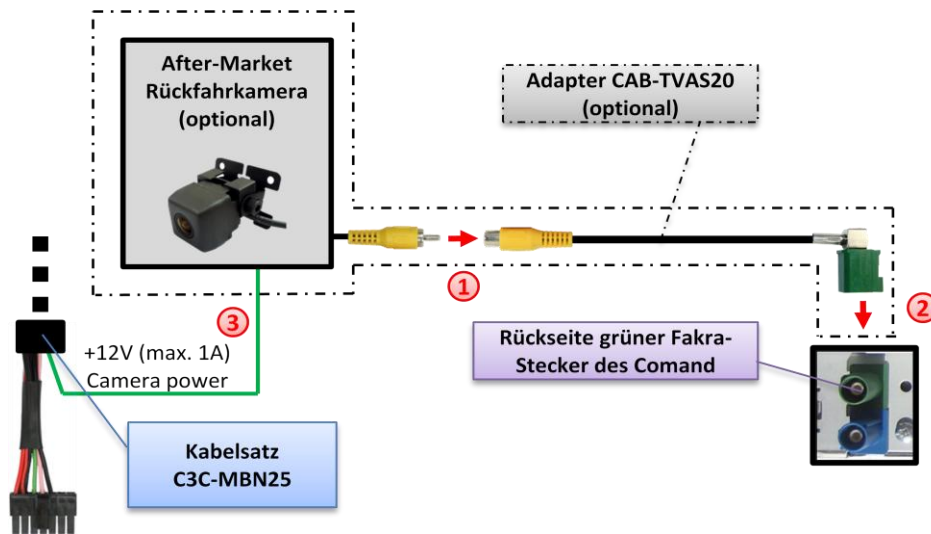 After-Market
Rückfahrkamera
(optional)
Adapter CAB-TVAS20
(optional)
1
2
3
Rückseite grüner Fakra-
Stecker des Comand
+12V (max. 1A)
Camera power
Kabelsatz
C3C-MBN25